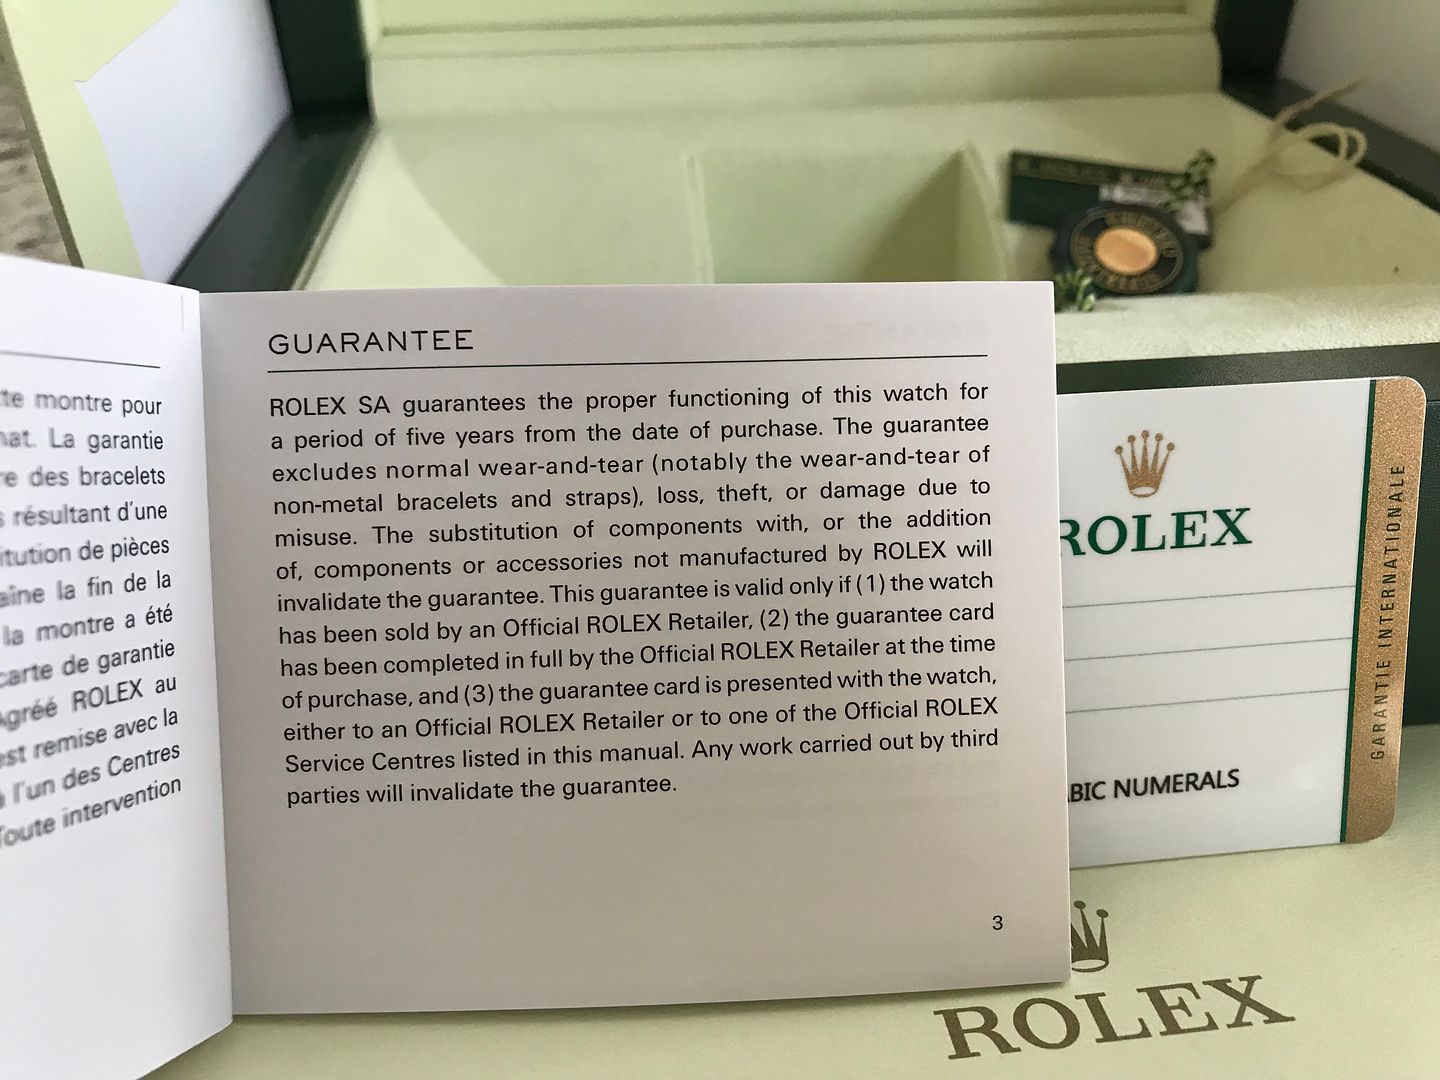 tte montre pour
nat. La garantie
re des bracelets
s résultant d'une
itution de pièces
aîne la fin de la
la montre a été
carte de garantie
Agréé ROLEX au
est remise avec la
à l'un des Centres
Toute intervention
GUARANTEE
ROLEX SA guarantees the proper functioning of this watch for
a period of five years from the date of purchase. The guarantee
excludes normal wear-and-tear (notably the wear-and-tear of
non-metal bracelets and straps), loss, theft, or damage due to
misuse. The substitution of components with, or the addition
of, components or accessories not manufactured by ROLEX will
invalidate the guarantee. This guarantee is valid only if (1) the watch
has been sold by an Official ROLEX Retailer, (2) the guarantee card
has been completed in full by the Official ROLEX Retailer at the time
of purchase, and (3) the guarantee card is presented with the watch,
either to an Official ROLEX Retailer or to one of the Official ROLEX
Service Centres listed in this manual. Any work carried out by third
parties will invalidate the guarantee.
3
ROLEX
BIC NUMERALS
GARANTIE INTERNATIONALE
ROLEX